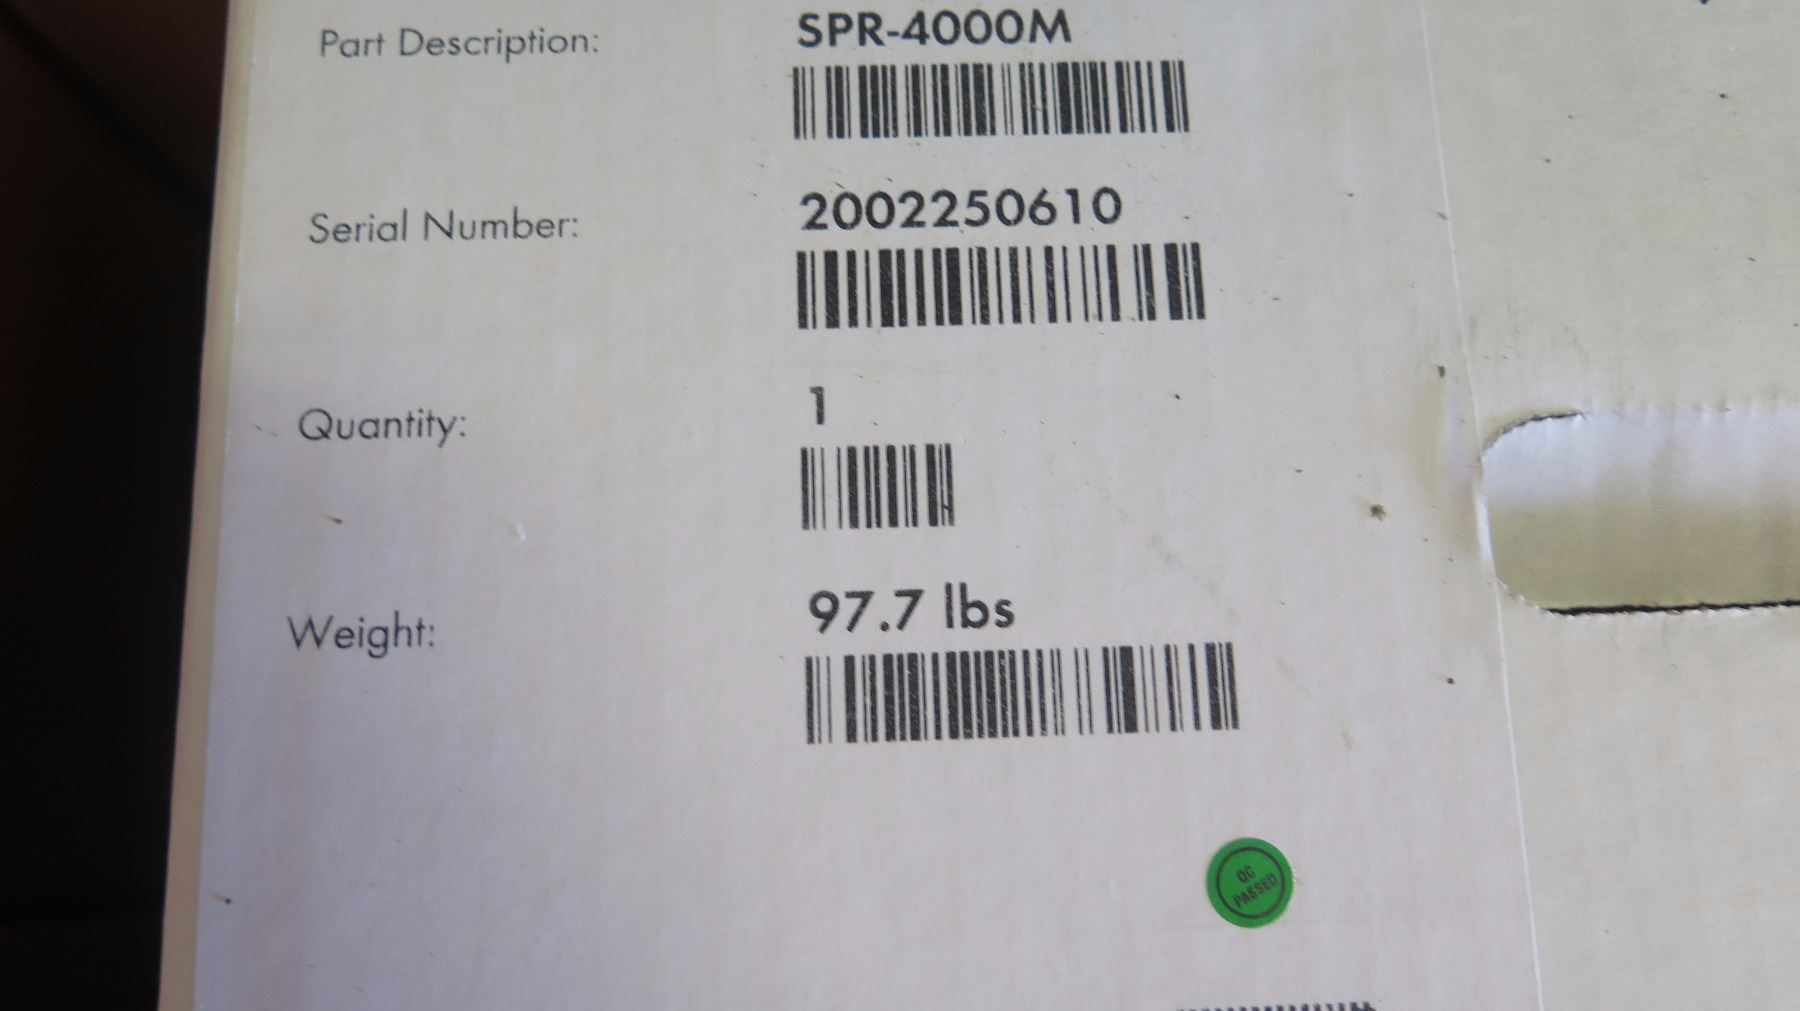 Part Description:
SPR-4000M
Serial Number:
2002250610
Quantity:
1
Weight:
97.7 lbs
QC
PASSED